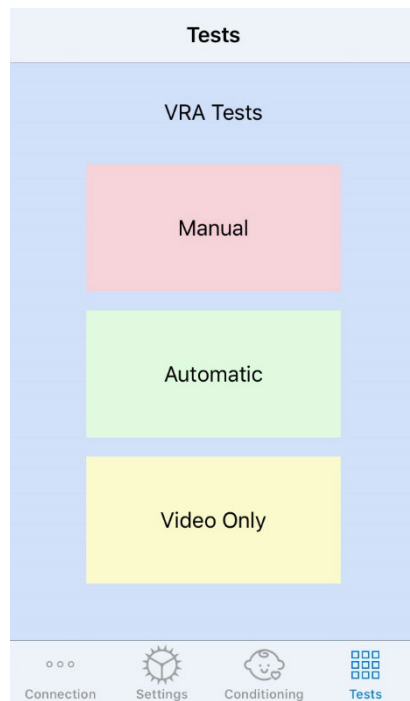 Tests
VRA Tests
Manual
Automatic
Video Only
Connection Settings Conditioning Tests